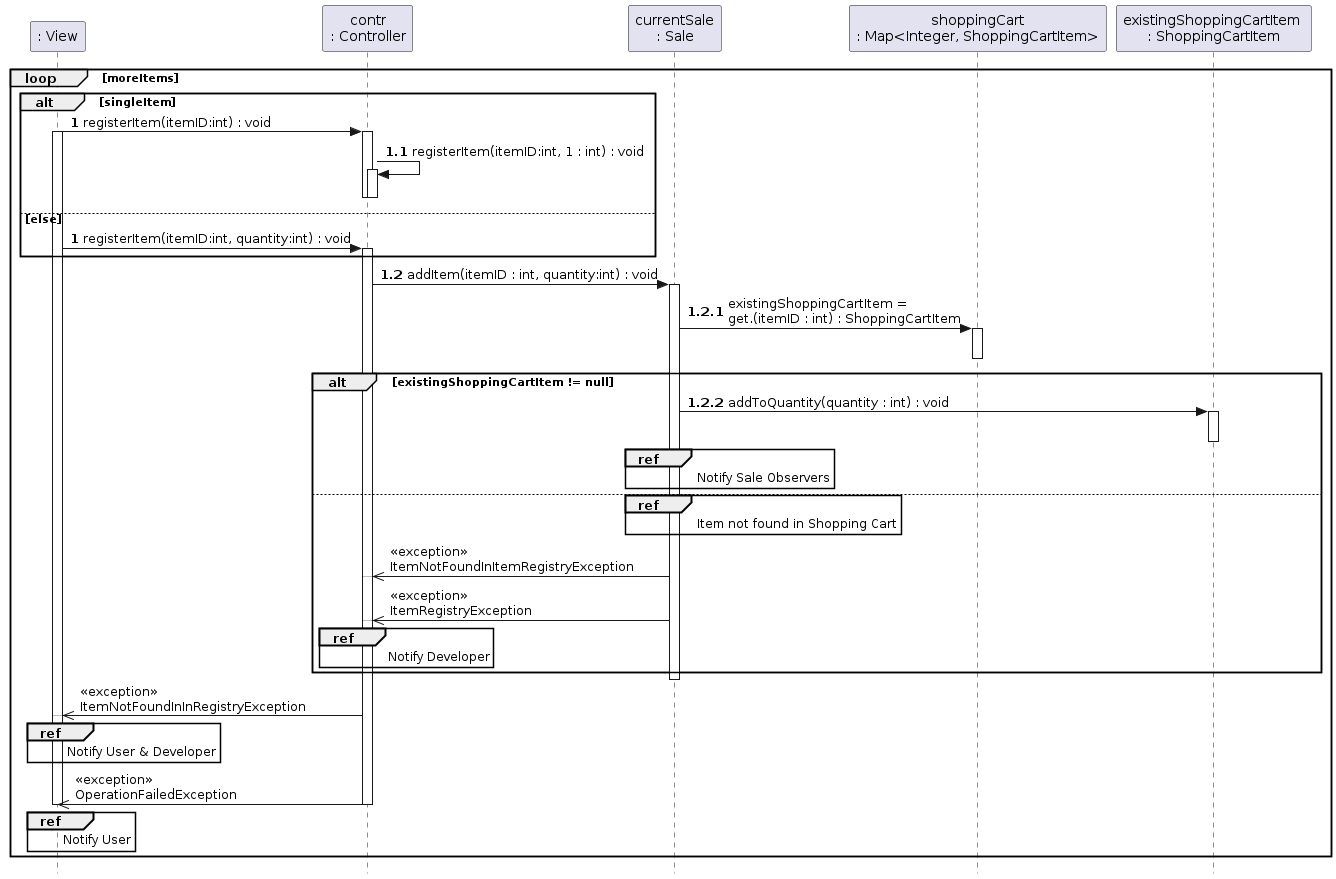 : View
contr
: Controller
currentSale
: Sale
shoppingCart
: Map<Integer, ShoppingCartItem>
existingShoppingCartItem
: ShoppingCartItem
loop [moreItems]
alt [singleItem]
1 registerItem(itemID:int) : void
1.1 registerItem(itemID:int, 1 : int) : void
[else]
1 registerItem(itemID:int, quantity:int) : void
1.2 addItem(itemID : int, quantity:int) : void
1.2.1 existingShoppingCartItem =
get.(itemID : int) : ShoppingCartItem
alt [existingShoppingCartItem != null]
1.2.2 addToQuantity(quantity : int) : void
ref
Notify Sale Observers
ref
Item not found in Shopping Cart
«exception»
ItemNotFoundInItemRegistryException
«exception»
ItemRegistryException
ref
Notify Developer
«exception»
ItemNotFoundInInRegistryException
ref
Notify User & Developer
«exception»
OperationFailedException
ref
Notify User